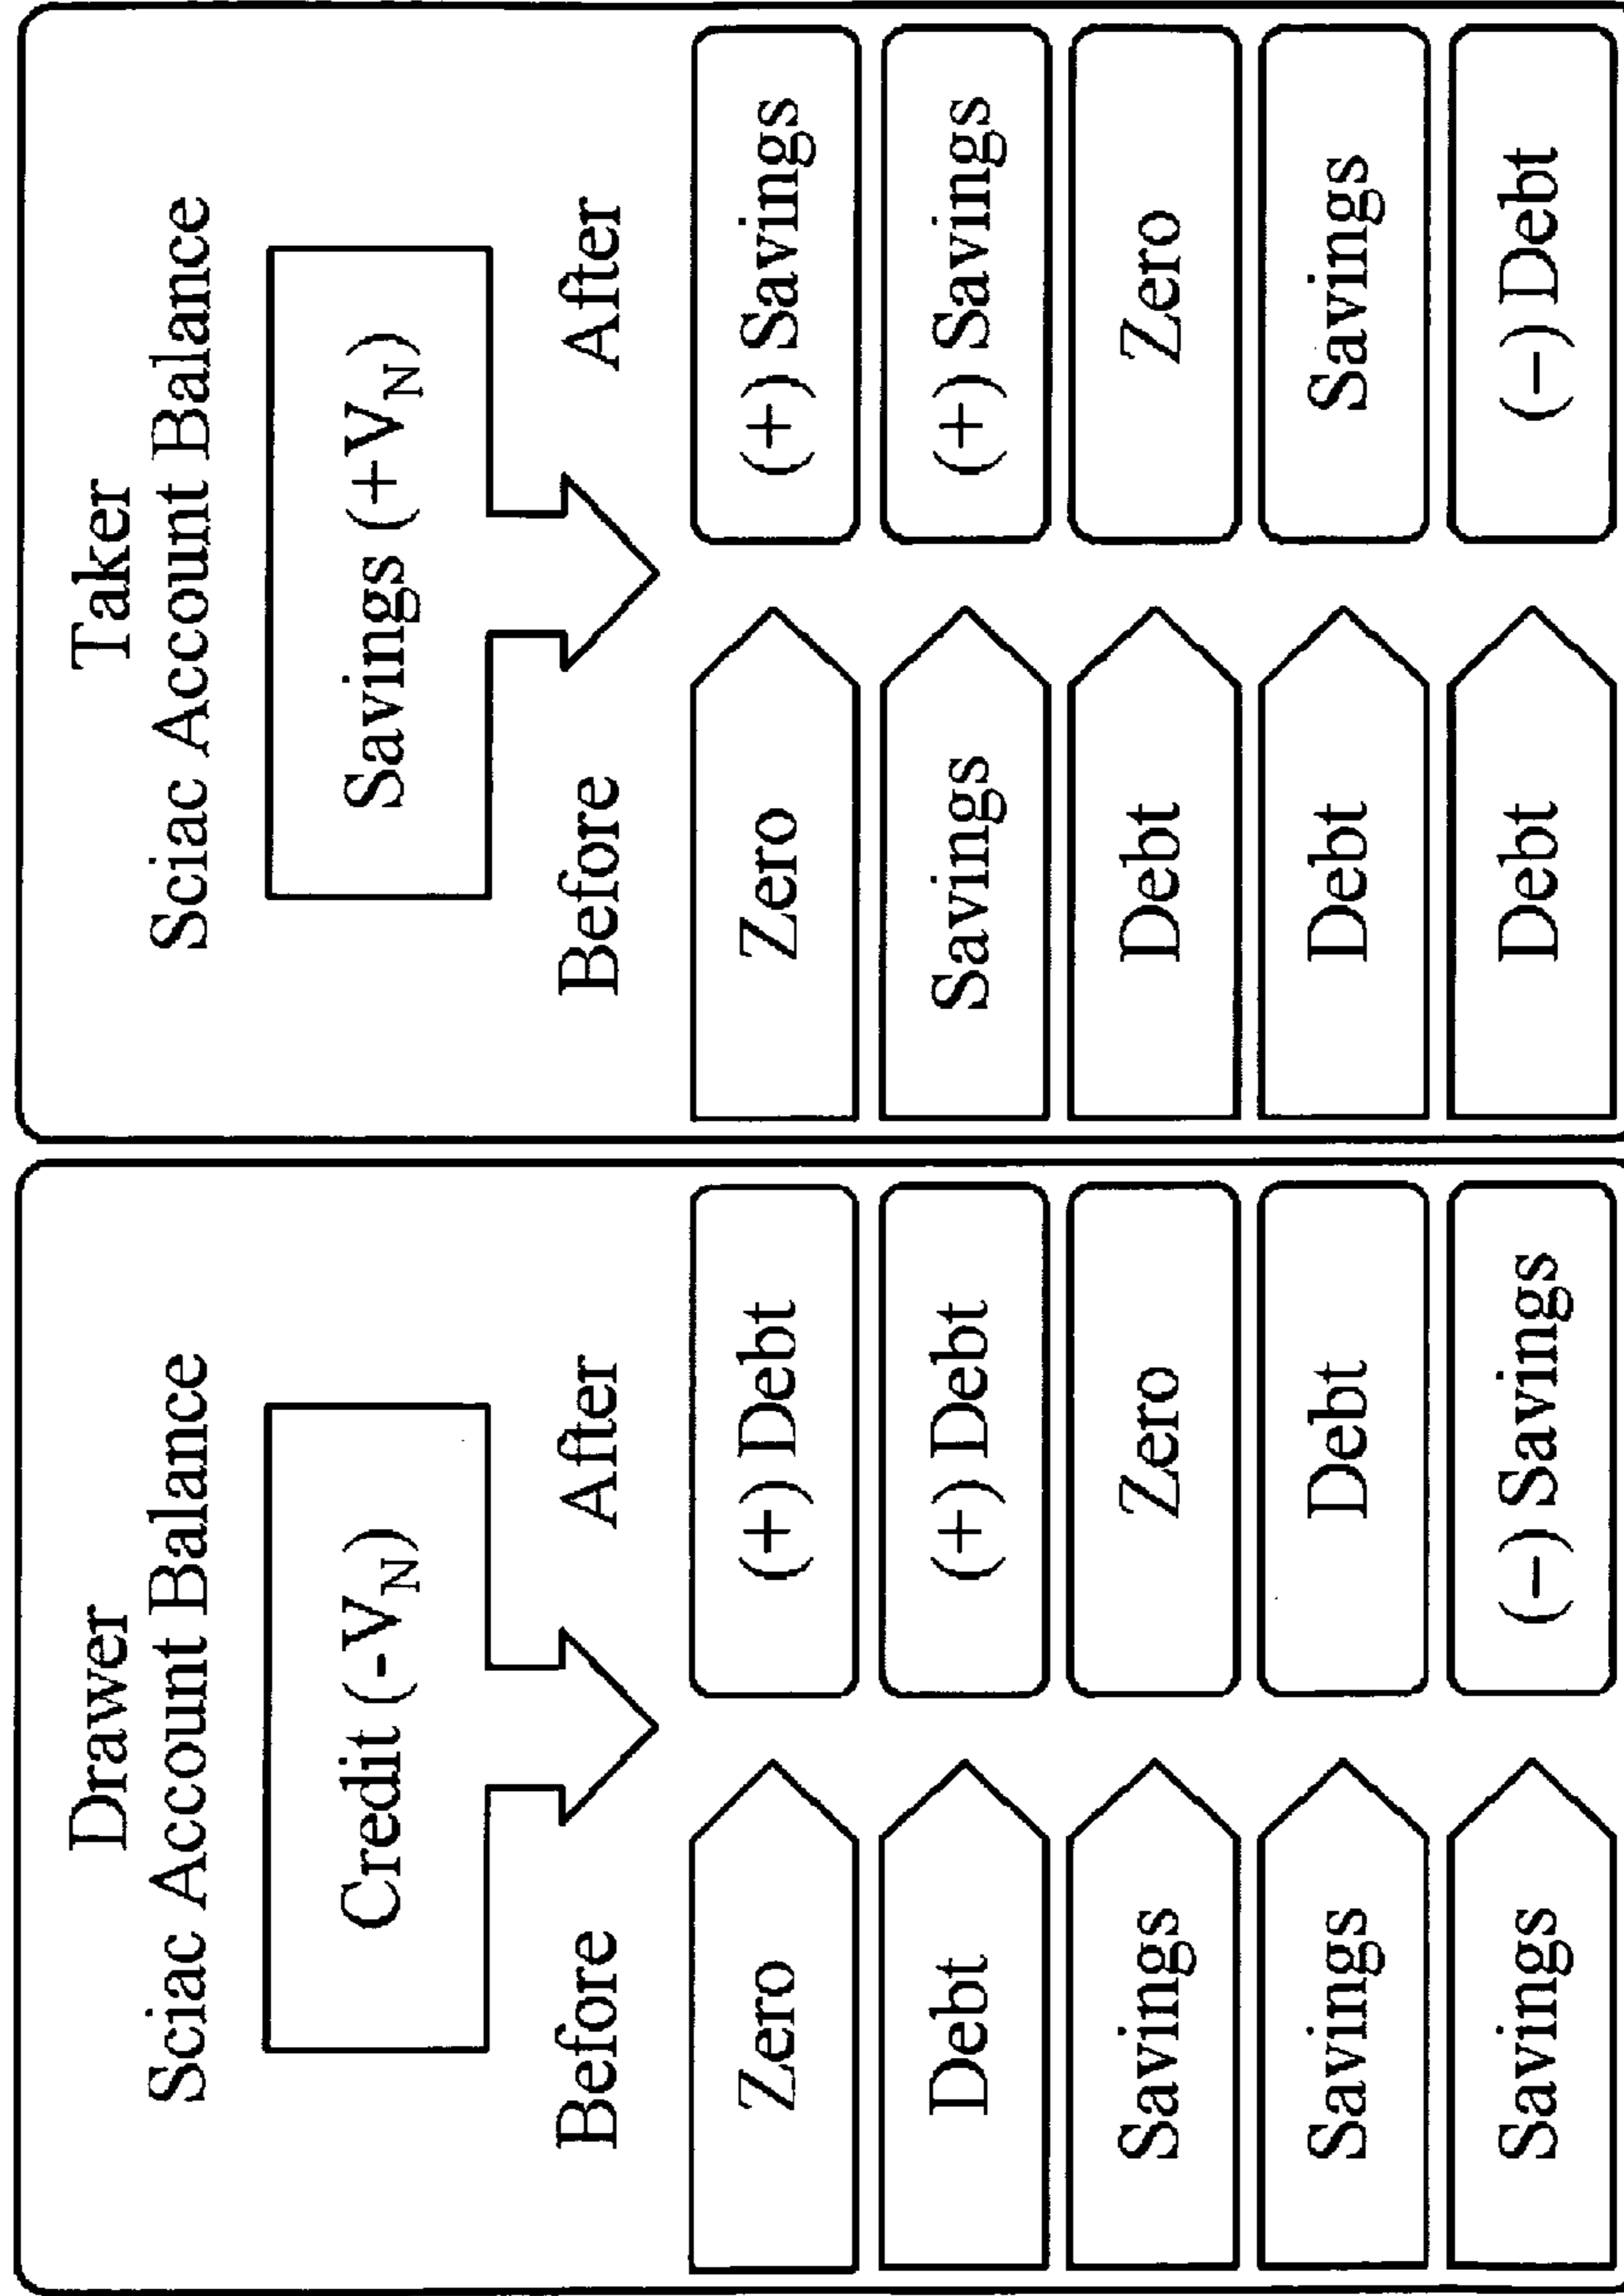 Drawer
Sciac Account Balance
Credit (-V_N)
Before After
Zero (+) Debt
Debt (+) Debt
Savings Zero
Savings Debt
Savings (−) Savings
Taker
Sciac Account Balance
Savings (+V_N)
Before After
Zero (+) Savings
Savings (+) Savings
Debt Zero
Debt Savings
Debt (−) Debt